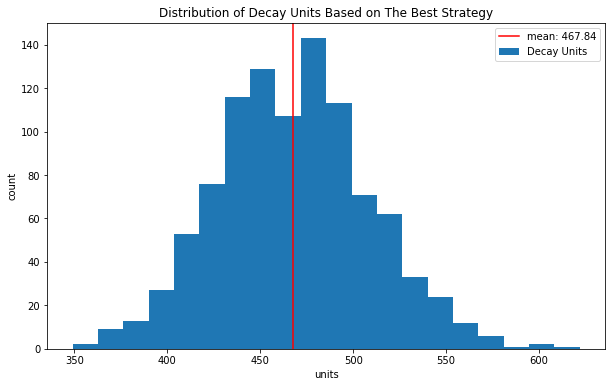 Distribution of Decay Units Based on The Best Strategy
mean: 467.84
Decay Units
140
120
100
80
60
40
20
0
count
350 400 450 500 550 600
units